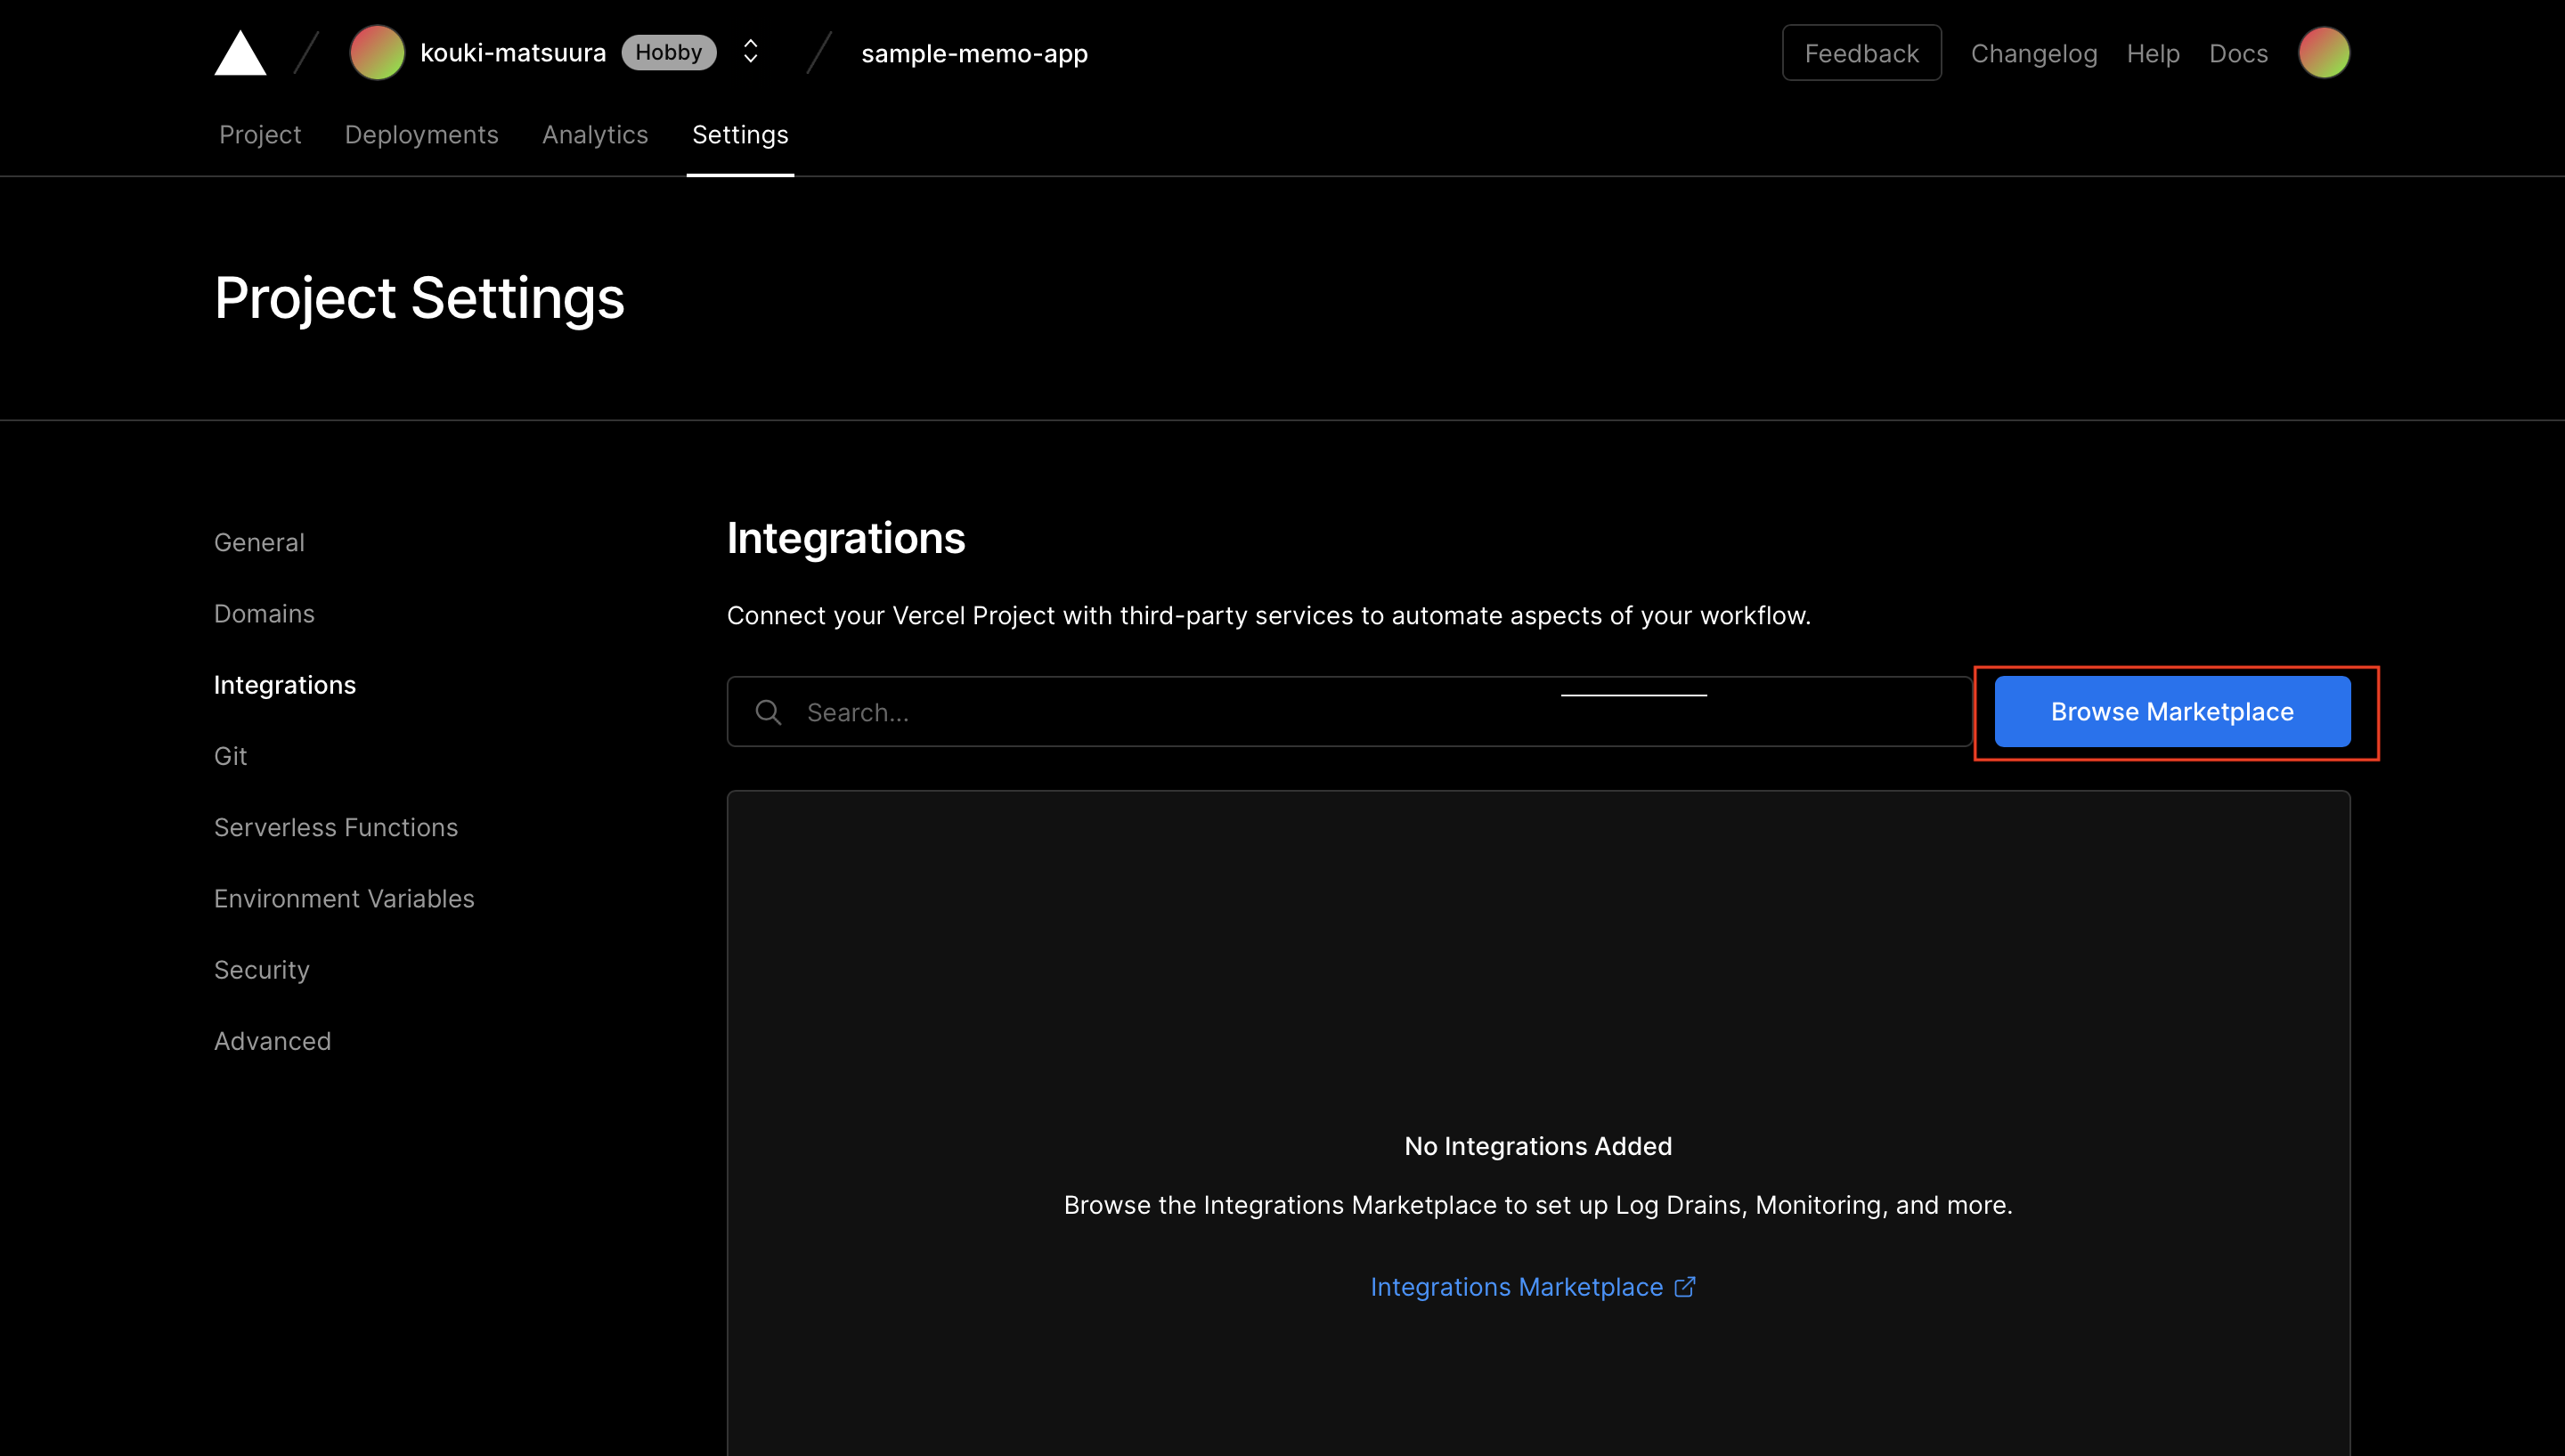 kouki-matsuura Hobby sample-memo-app Feedback Changelog Help Docs
Project Deployments Analytics Settings
Project Settings
General
Domains
Integrations
Git
Serverless Functions
Environment Variables
Security
Advanced
Integrations
Connect your Vercel Project with third-party services to automate aspects of your workflow.
Search... Browse Marketplace
No Integrations Added
Browse the Integrations Marketplace to set up Log Drains, Monitoring, and more.
Integrations Marketplace